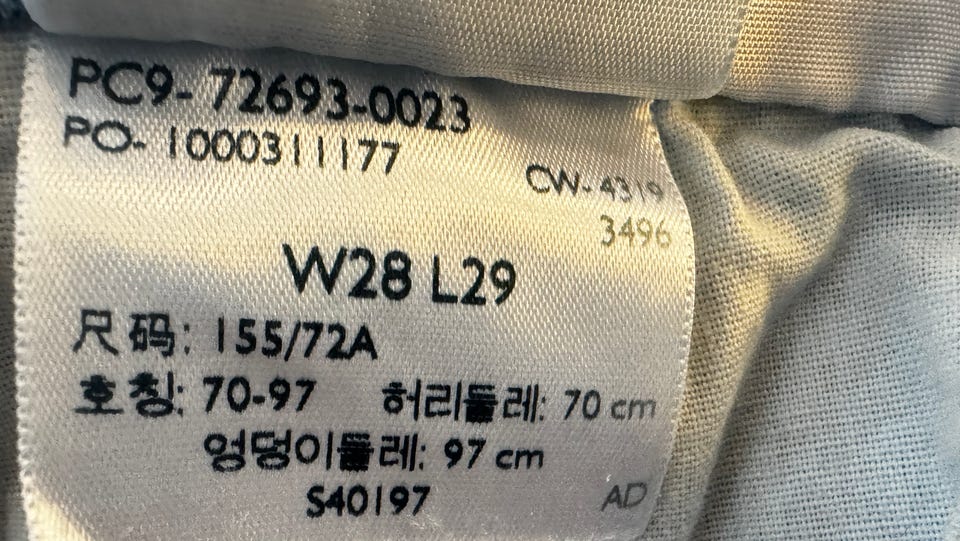 PC9- 72693-0023
PO- 1000311177
CW- 4319
3496
W28 L29
尺码: 155/72A
호칭: 70-97 허리둘레: 70 cm
엉덩이둘레: 97 cm
S40197 AD